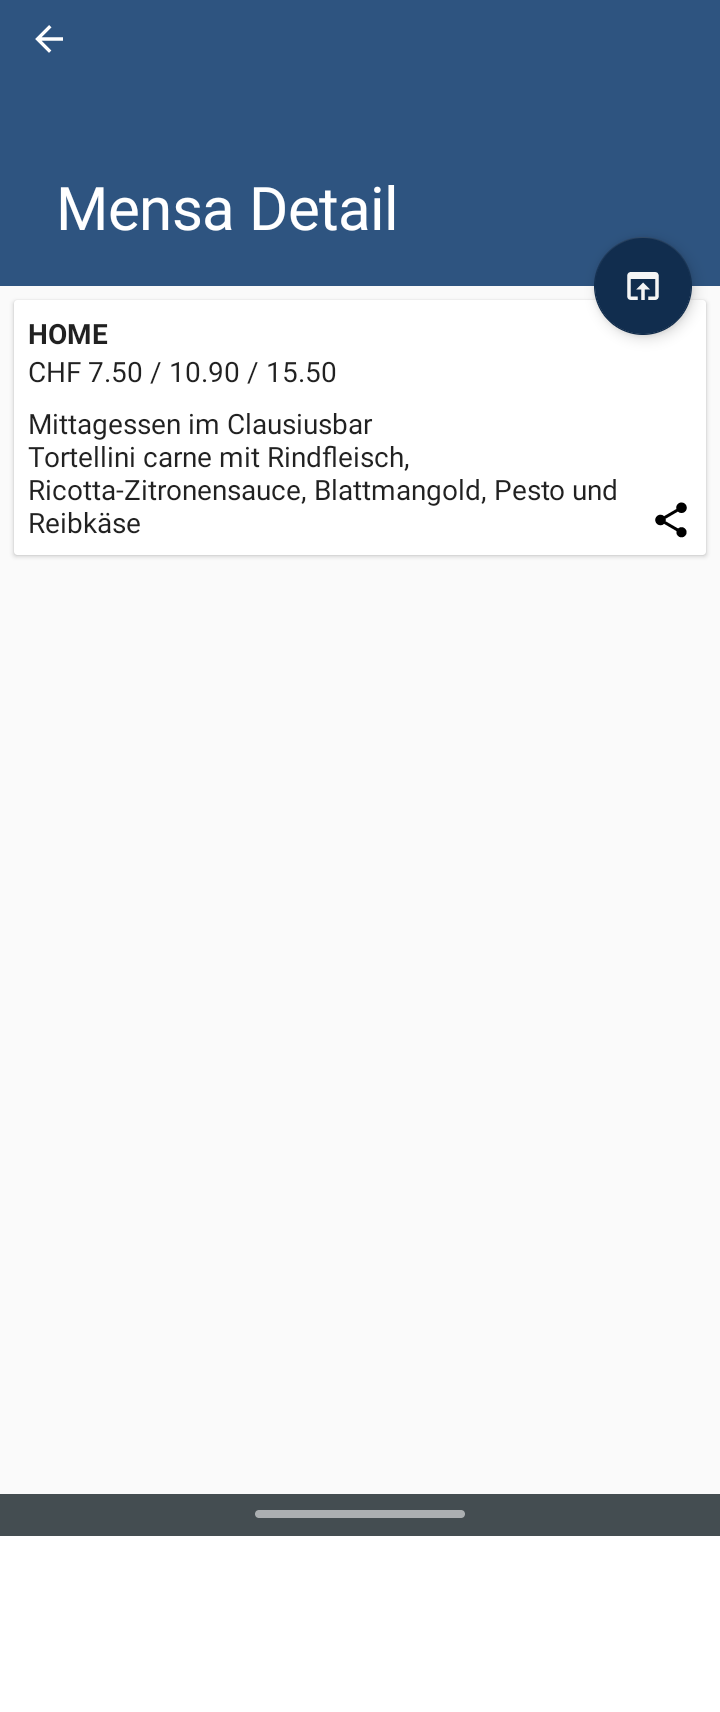 Mensa Detail
HOME
CHF 7.50 / 10.90 / 15.50
Mittagessen im Clausiusbar
Tortellini carne mit Rindfleisch,
Ricotta-Zitronensauce, Blattmangold, Pesto und
Reibkäse